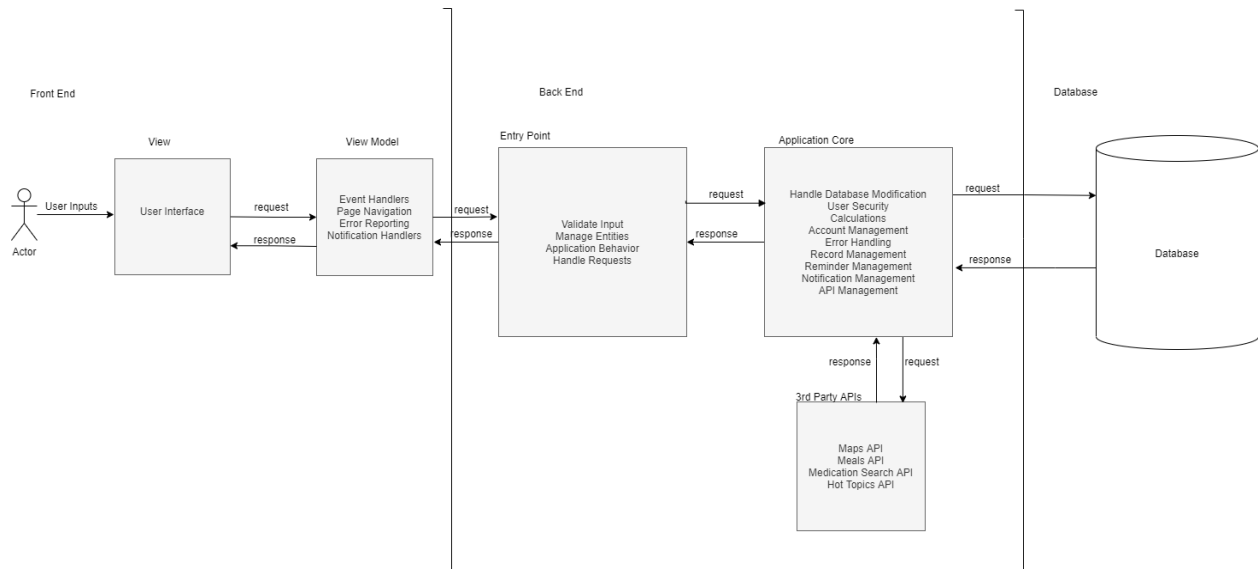 Front End
Back End
Database
View
View Model
Entry Point
Application Core
Actor
User Inputs
User Interface
request
response
Event Handlers
Page Navigation
Error Reporting
Notification Handlers
request
response
Validate Input
Manage Entities
Application Behavior
Handle Requests
request
response
Handle Database Modification
User Security
Calculations
Account Management
Error Handling
Record Management
Reminder Management
Notification Management
API Management
request
response
Database
response
request
3rd Party APIs
Maps API
Meals API
Medication Search API
Hot Topics API